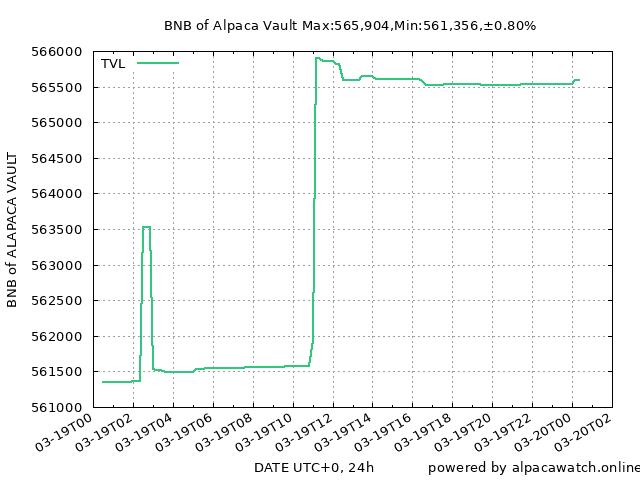 BNB of Alpaca Vault Max:565,904,Min:561,356,±0.80%
TVL
566000
565500
565000
564500
564000
563500
563000
562500
562000
561500
561000
BNB of ALAPACA VAULT
03-19T00
03-19T02
03-19T04
03-19T06
03-19T08
03-19T10
03-19T12
03-19T14
03-19T16
03-19T18
03-19T20
03-19T22
03-20T00
03-20T02
DATE UTC+0, 24h
powered by alpacawatch.online